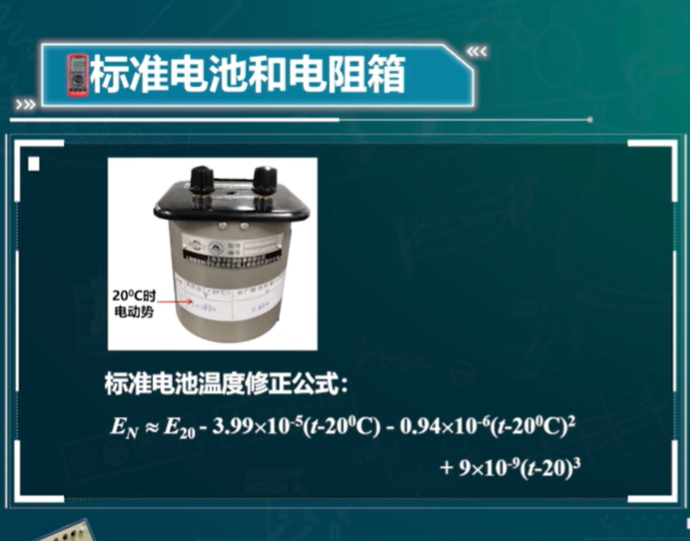 标准电池和电阻箱
20⁰C时
电动势
标准电池温度修正公式：
E_N ≈ E₂₀ - 3.99×10⁻⁵(t-20⁰C) - 0.94×10⁻⁶(t-20⁰C)²
+ 9×10⁻⁹(t-20)³